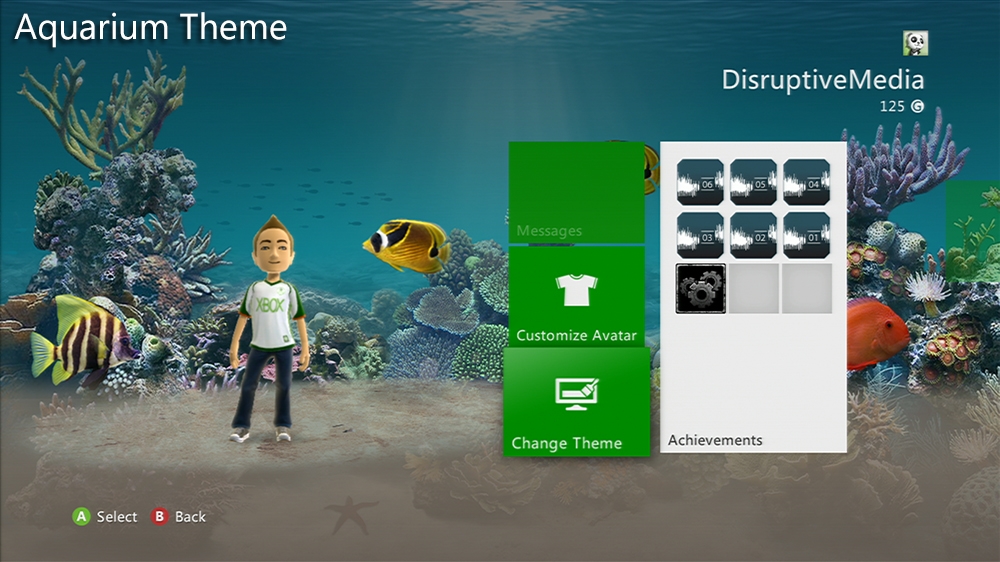 Aquarium Theme
DisruptiveMedia
125 G
Messages
06 05 04
03 02 01
Customize Avatar
XBOX
Change Theme
Achievements
A Select B Back